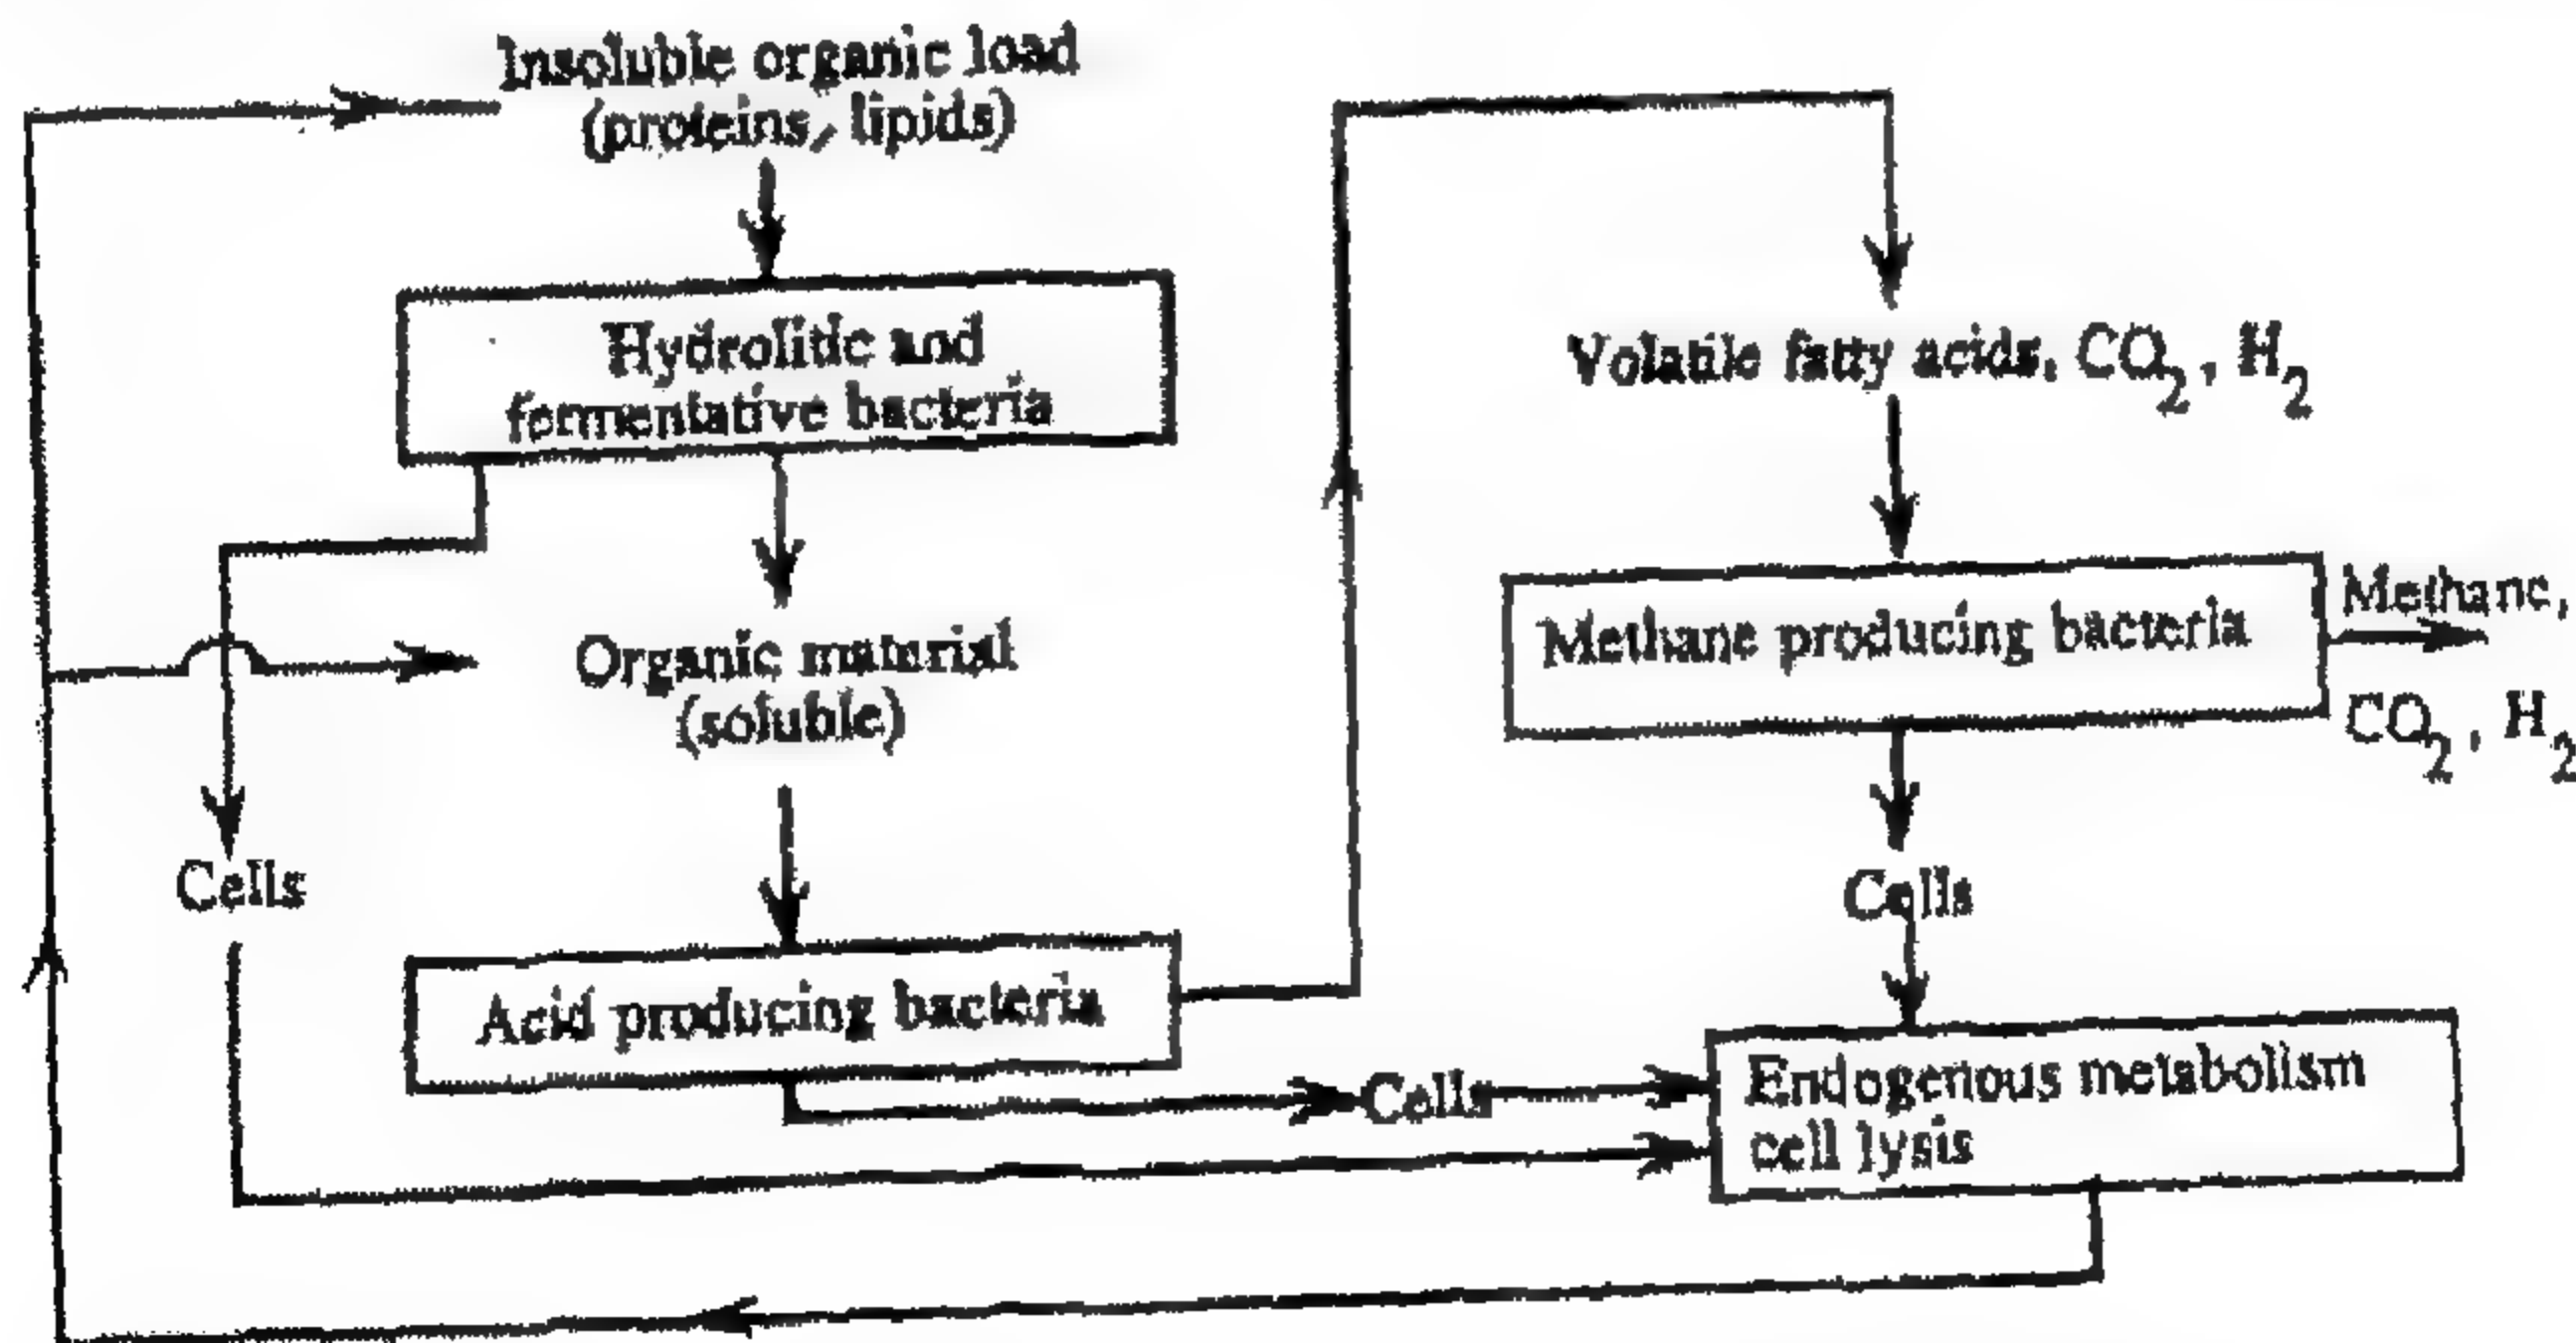 Insoluble organic load
(proteins, lipids)
Hydrolitic and
fermentative bacteria
Organic material
(soluble)
Cells
Acid producing bacteria
Cells
Volatile fatty acids, CO₂, H₂
Methane producing bacteria
Methane,
CO₂, H₂
Cells
Endogenous metabolism
cell lysis